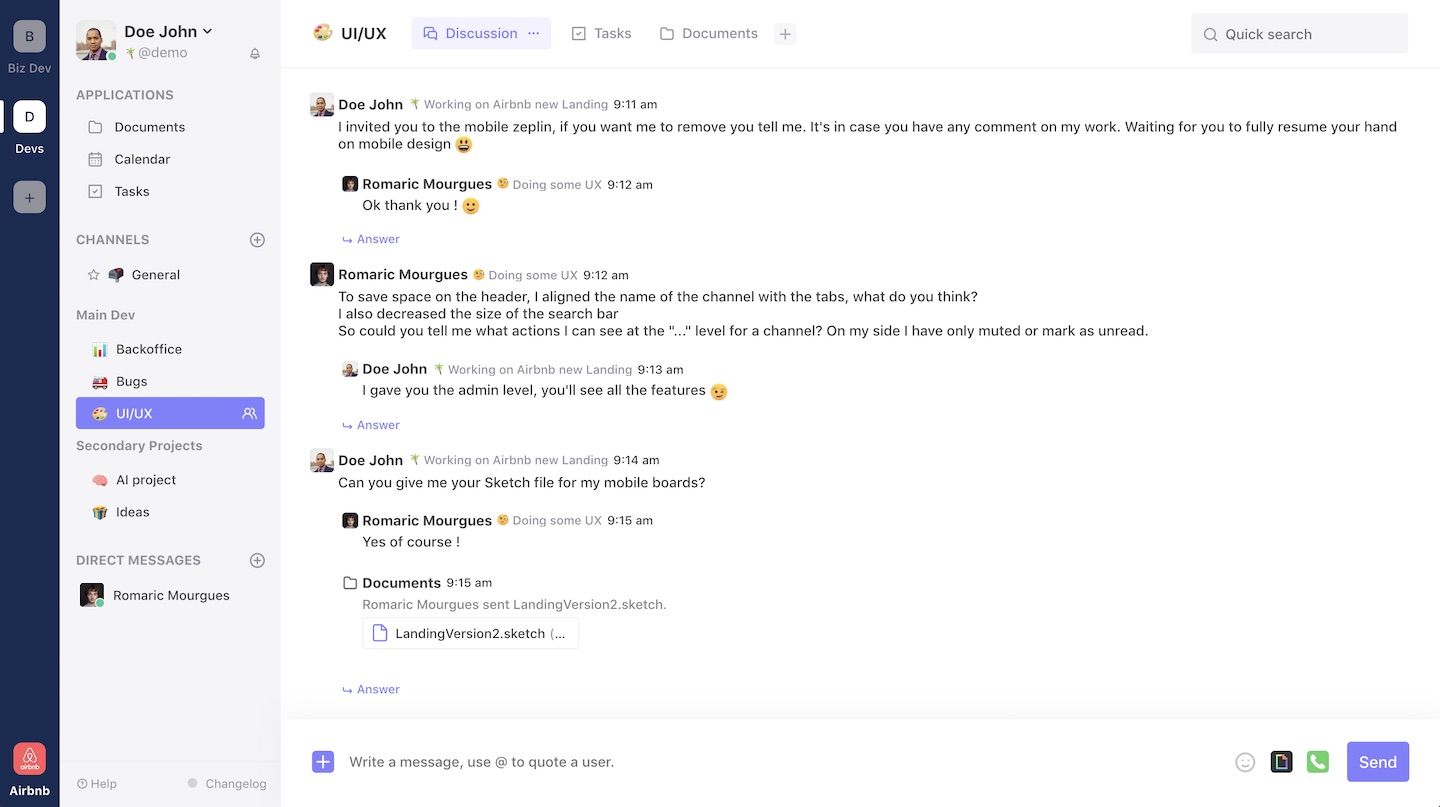 B
Biz Dev
D
Devs
+
airbnb
Airbnb
Doe John
@demo
APPLICATIONS
Documents
Calendar
Tasks
CHANNELS
General
Main Dev
Backoffice
Bugs
UI/UX
Secondary Projects
AI project
Ideas
DIRECT MESSAGES
Romaric Mourgues
Help
Changelog
UI/UX
Discussion ...
Tasks
Documents
+
Quick search
Doe John Working on Airbnb new Landing 9:11 am
I invited you to the mobile zeplin, if you want me to remove you tell me. It's in case you have any comment on my work. Waiting for you to fully resume your hand
on mobile design
Romaric Mourgues Doing some UX 9:12 am
Ok thank you !
Answer
Romaric Mourgues Doing some UX 9:12 am
To save space on the header, I aligned the name of the channel with the tabs, what do you think?
I also decreased the size of the search bar
So could you tell me what actions I can see at the "..." level for a channel? On my side I have only muted or mark as unread.
Doe John Working on Airbnb new Landing 9:13 am
I gave you the admin level, you'll see all the features
Answer
Doe John Working on Airbnb new Landing 9:14 am
Can you give me your Sketch file for my mobile boards?
Romaric Mourgues Doing some UX 9:15 am
Yes of course !
Documents 9:15 am
Romaric Mourgues sent LandingVersion2.sketch.
LandingVersion2.sketch (...
Answer
Write a message, use @ to quote a user.
Send